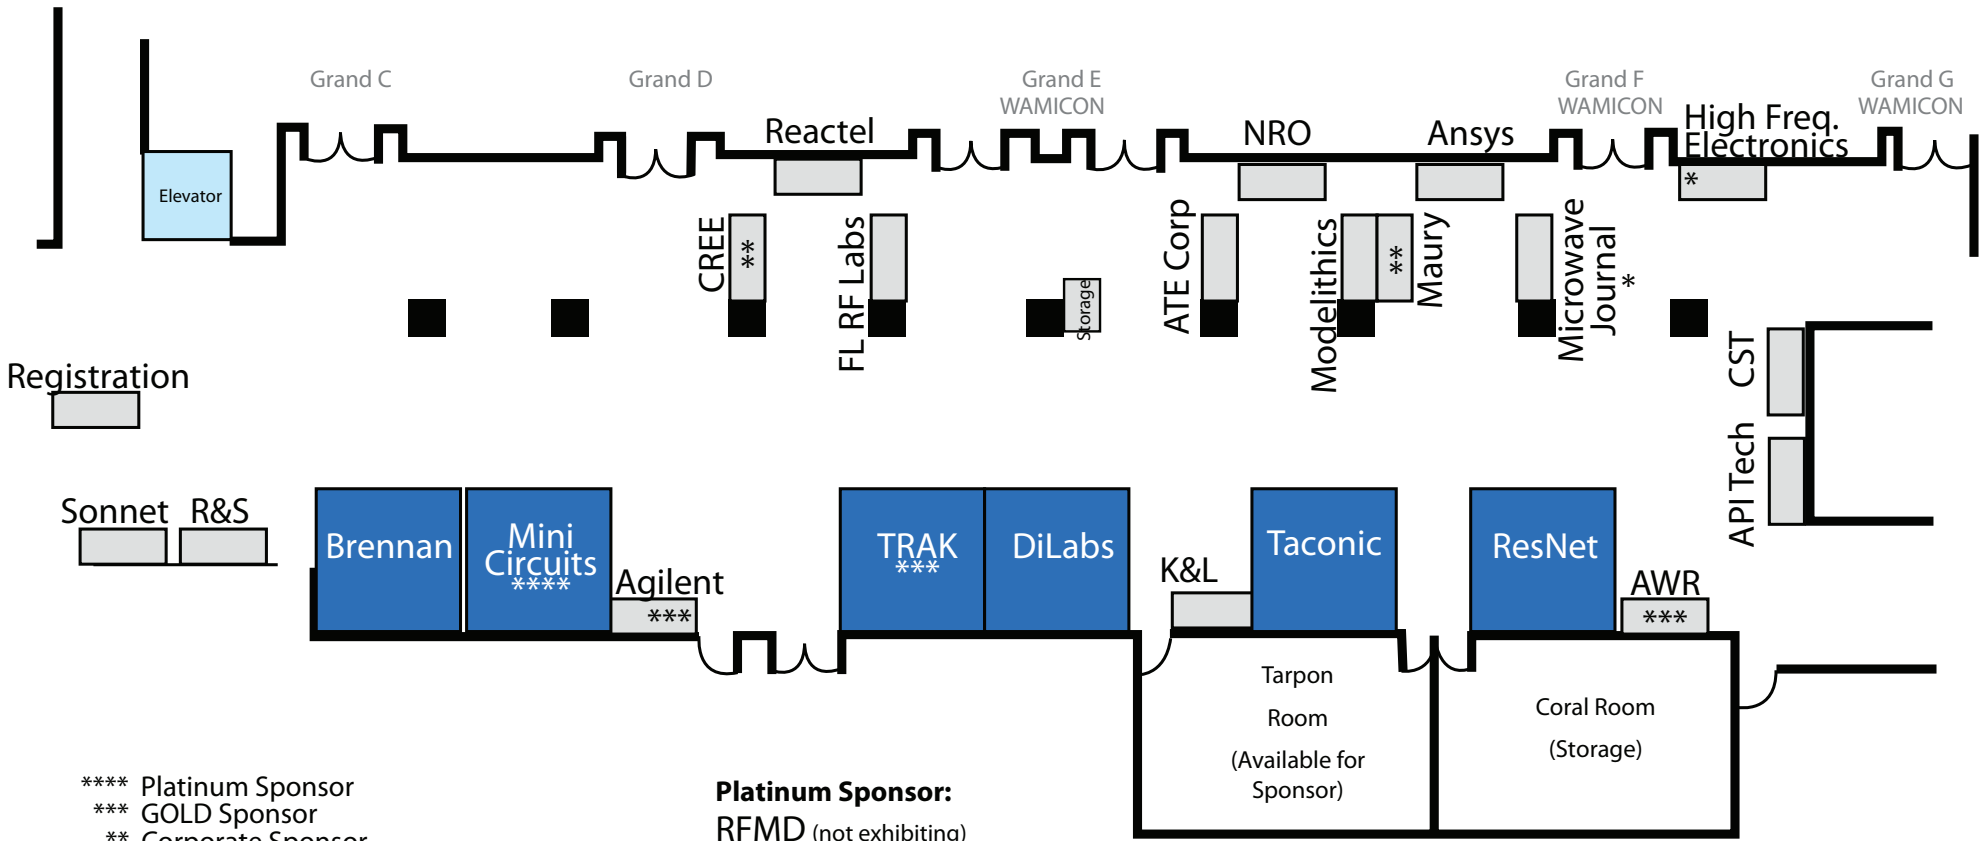 Grand C
Grand D
Grand E
WAMICON
Grand F
WAMICON
Grand G
WAMICON
Reactel
NRO
Ansys
High Freq.
Electronics
*
Elevator
CREE
**
FL RF Labs
Storage
ATE Corp
Modelithics
**
Maury
Microwave
Journal
*
CST
API Tech
Registration
Sonnet
R&S
Brennan
Mini
Circuits
****
Agilent
***
TRAK
***
DiLabs
K&L
Taconic
ResNet
AWR
***
Tarpon
Room
(Available for
Sponsor)
Coral Room
(Storage)
**** Platinum Sponsor
*** GOLD Sponsor
** Corporate Sponsor
Platinum Sponsor:
RFMD (not exhibiting)